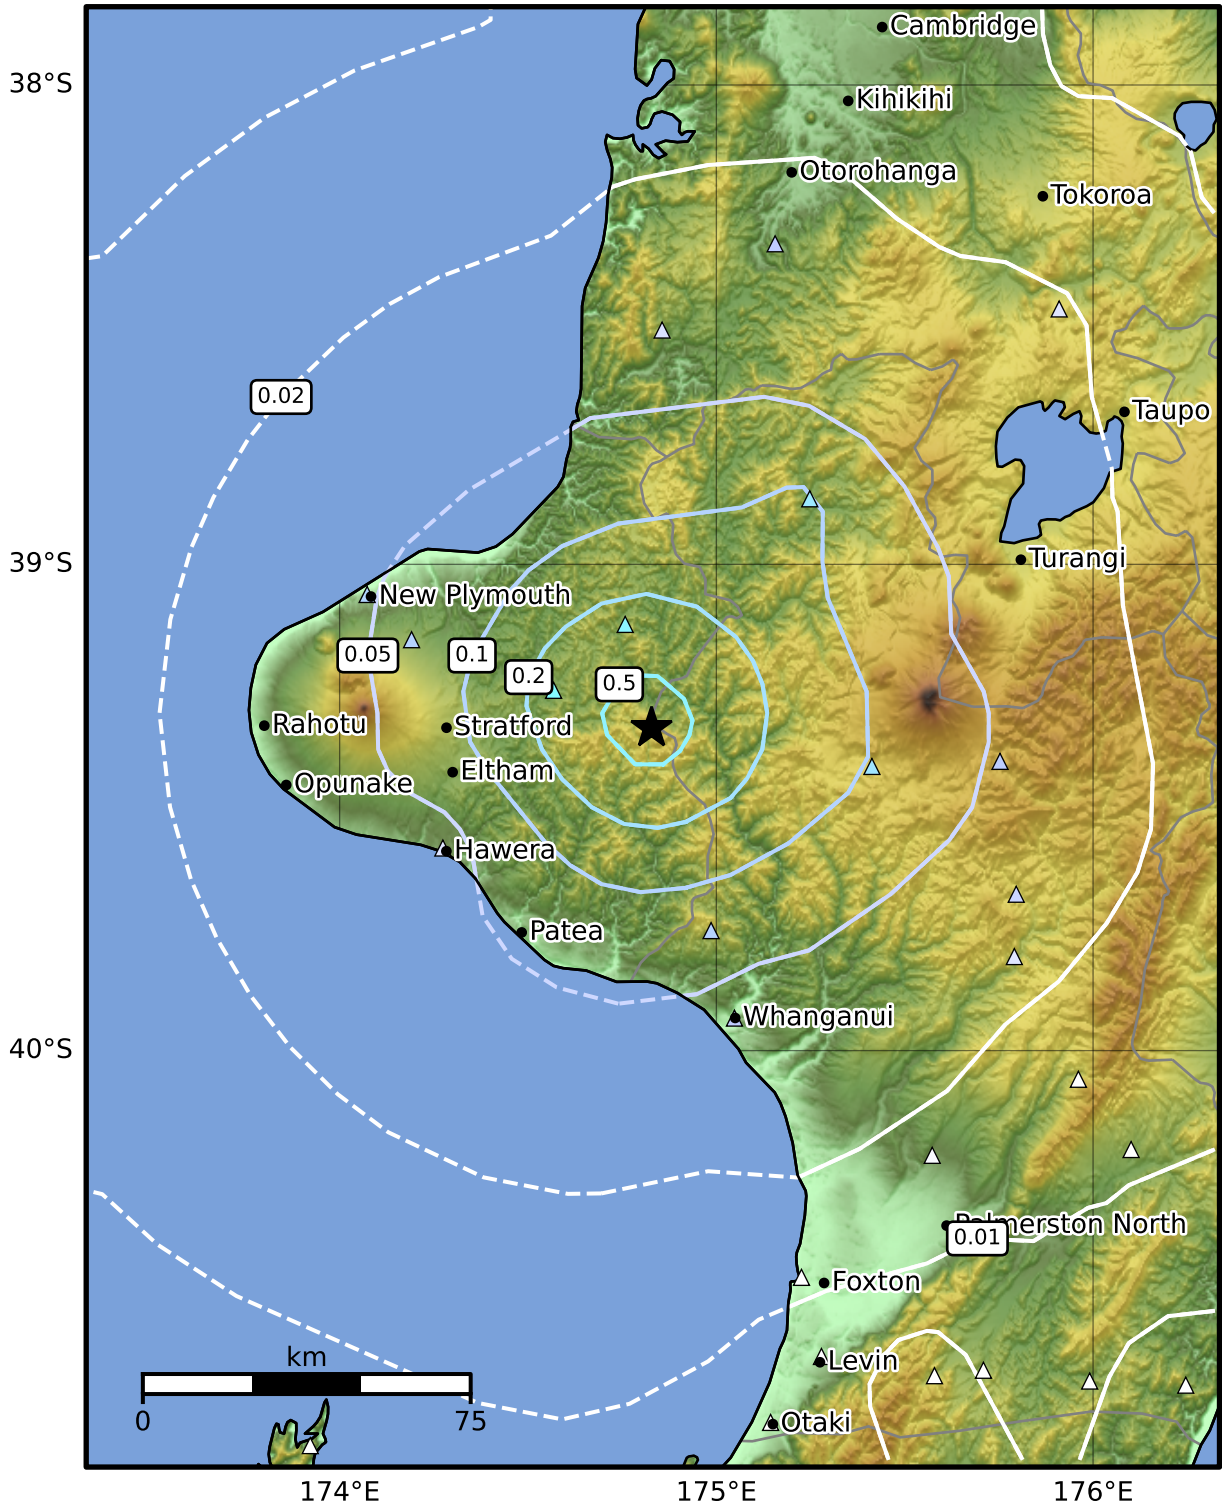 Cambridge
38°S
Kihikihi
Otorohanga
Tokoroa
0.02
Taupo
39°S
Turangi
New Plymouth
0.05
0.1
0.2
0.5
Rahotu
Stratford
Eltham
Opunake
Hawera
Patea
Whanganui
40°S
Palmerston North
0.01
Foxton
km
Levin
0
75
Otaki
174°E
175°E
176°E